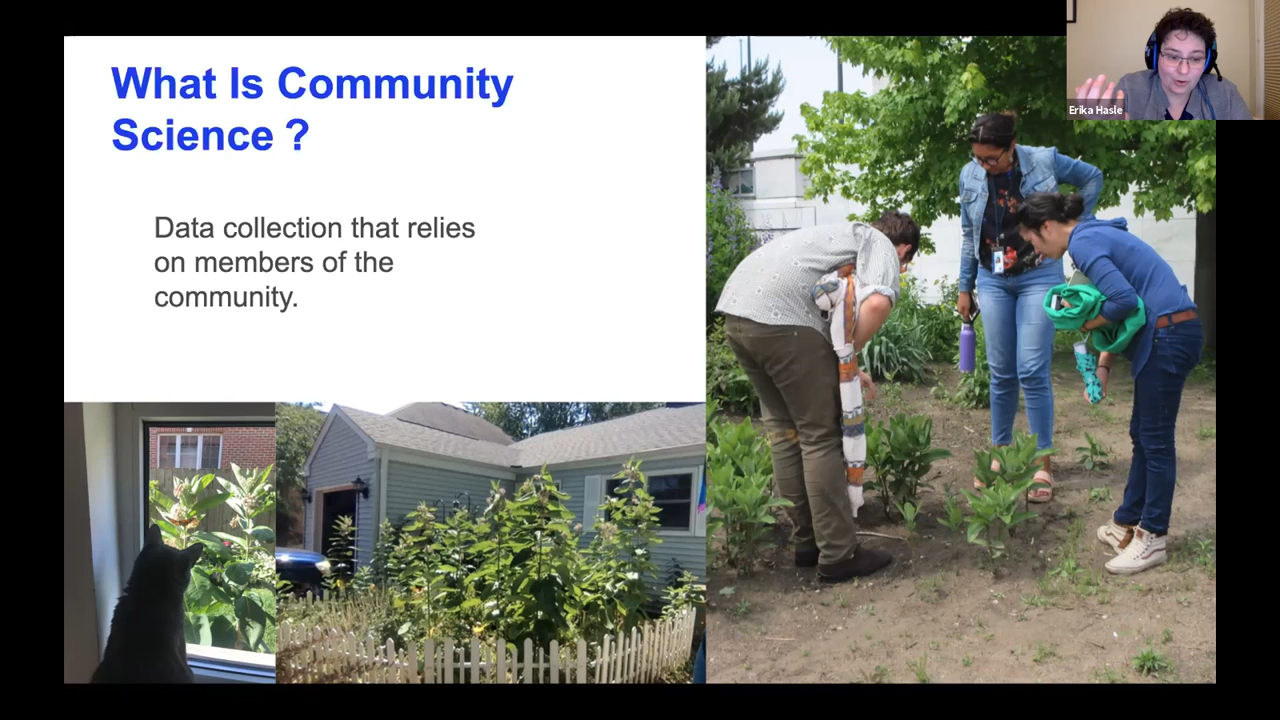 What Is Community
Science ?
Data collection that relies
on members of the
community.
Erika Hasle